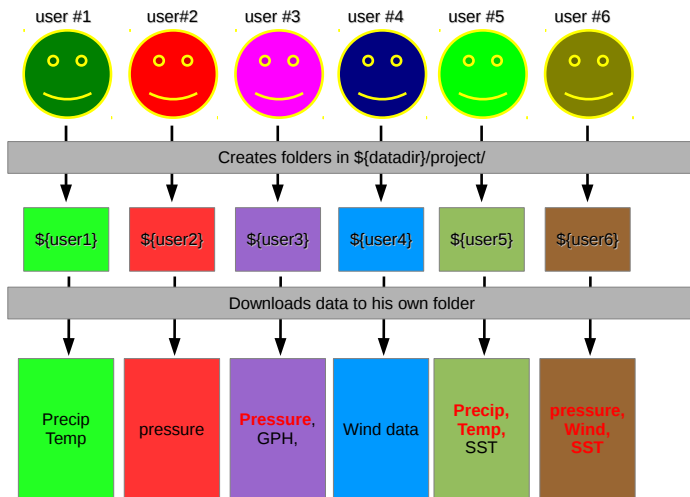 user #1
user#2
user #3
user #4
user #5
user #6
Creates folders in ${datadir}/project/
${user1}
${user2}
${user3}
${user4}
${user5}
${user6}
Downloads data to his own folder
Precip
Temp
pressure
Pressure,
GPH,
Wind data
Precip,
Temp,
SST
pressure,
Wind,
SST